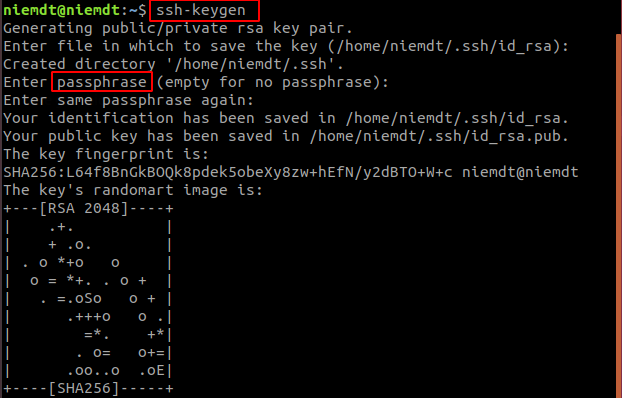 niemdt@niemdt:~$ ssh-keygen
Generating public/private rsa key pair.
Enter file in which to save the key (/home/niemdt/.ssh/id_rsa):
Created directory '/home/niemdt/.ssh'.
Enter passphrase (empty for no passphrase):
Enter same passphrase again:
Your identification has been saved in /home/niemdt/.ssh/id_rsa.
Your public key has been saved in /home/niemdt/.ssh/id_rsa.pub.
The key fingerprint is:
SHA256:L64f8BnGkBOQk8pdek5obeXy8zw+hEfN/y2dBTO+W+c niemdt@niemdt
The key's randomart image is:
+---[RSA 2048]----+
|     .+.         |
|     + .o.       |
| . o *+o   o     |
|  o = *+. . o +  |
|   . =.oSo   o + |
|      .+++o   o .|
|        =*.    +*|
|       . o=   o+=|
|      .oo..o  .oE|
+----[SHA256]-----+